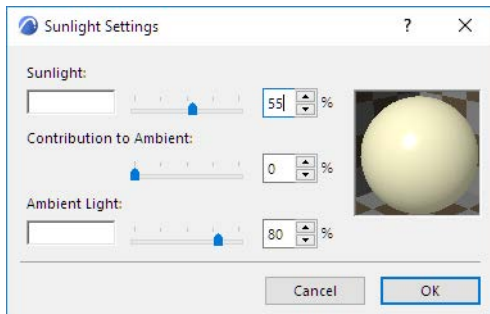 Sunlight Settings ?
Sunlight:
55 %
Contribution to Ambient:
0 %
Ambient Light:
80 %
Cancel OK